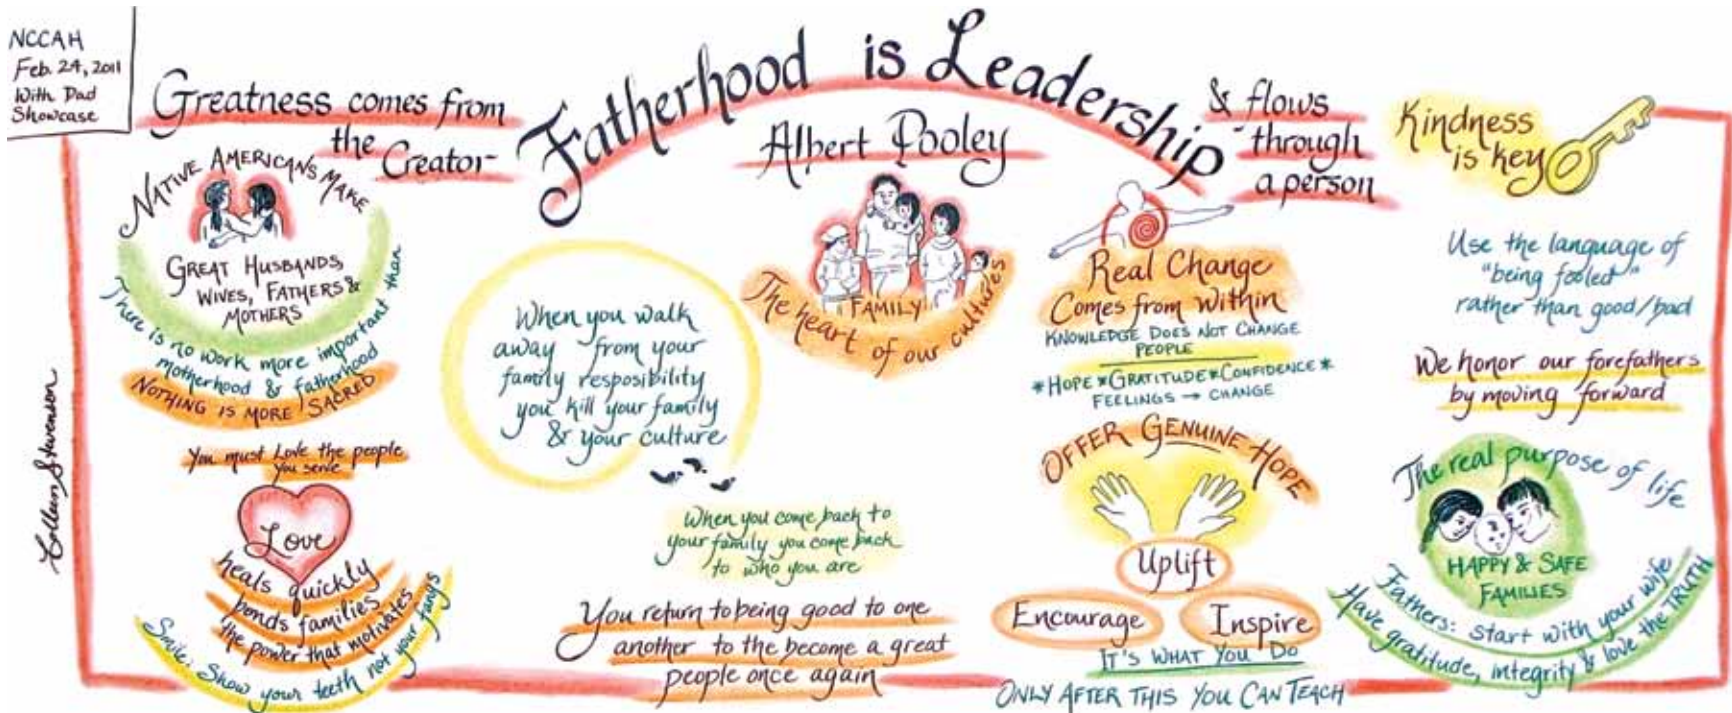 NCCAH
Feb. 24, 2011
With Dad
Showcase
Fatherhood is Leadership
Albert Pooley
Greatness comes from
the Creator
& flows
through
a person
Kindness
is key
NATIVE AMERICANS MAKE
GREAT HUSBANDS,
WIVES, FATHERS &
MOTHERS
There is no work more important than
motherhood & fatherhood
NOTHING IS MORE SACRED
You must Love the people
you serve
Love
heals quickly
bonds families
the power that motivates
Smile: Show your teeth not your fangs
When you walk
away from your
family resposibility
you kill your family
& your culture
When you come back to
your family you come back
to who you are
You return to being good to one
another to the become a great
people once again
FAMILY
The heart of our cultures
Real Change
Comes from Within
KNOWLEDGE DOES NOT CHANGE
PEOPLE
*HOPE*GRATITUDE*CONFIDENCE*
FEELINGS → CHANGE
OFFER GENUINE HOPE
Uplift
Encourage
Inspire
IT'S WHAT YOU DO
ONLY AFTER THIS YOU CAN TEACH
Use the language of
"being fooled"
rather than good/bad
We honor our forefathers
by moving forward
The real purpose of life
HAPPY & SAFE
FAMILIES
Fathers: start with your wife
Have gratitude, integrity & love the TRUTH
Colleen Stevenson